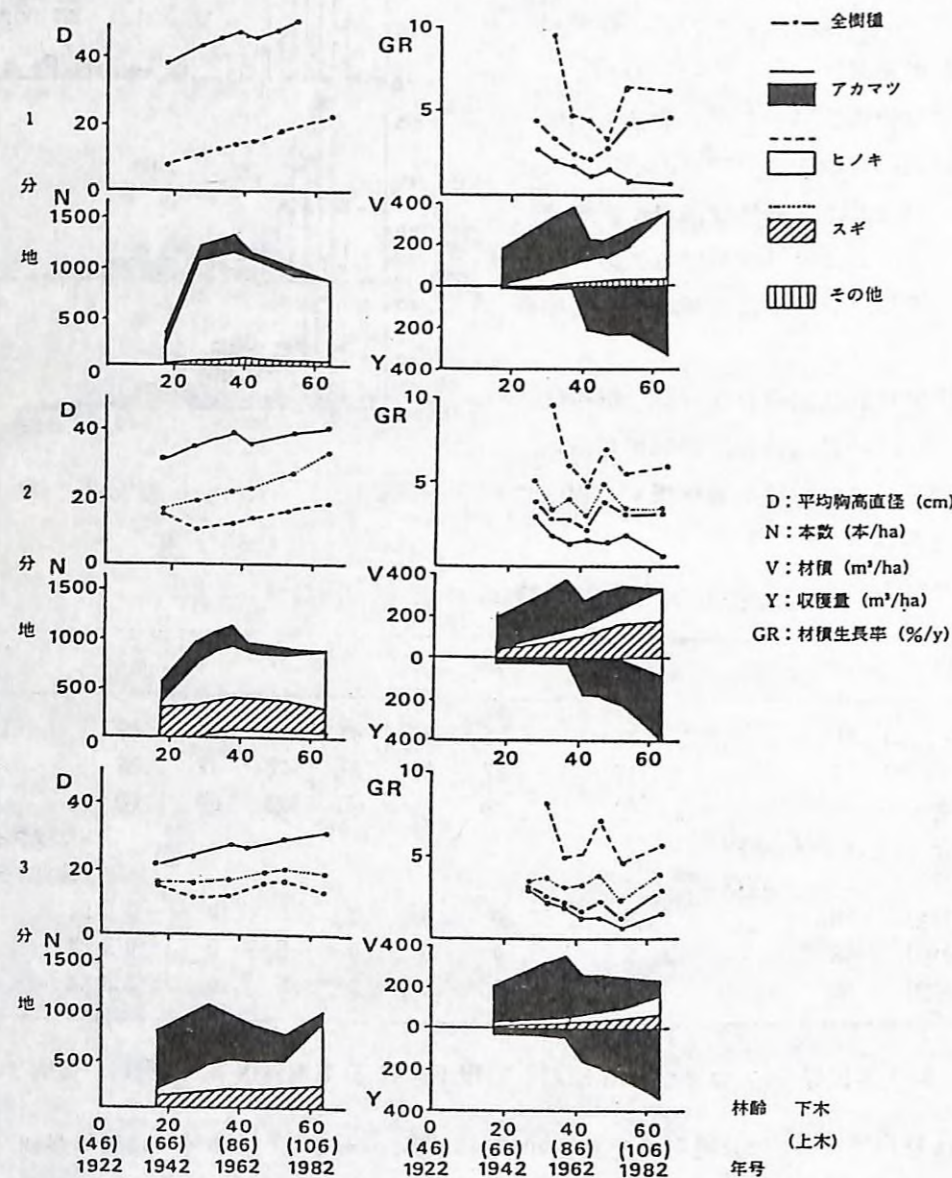 D
40
20
0
GR
10
5
全樹種
アカマツ
ヒノキ
スギ
その他
1
分
地
N
1500
1000
500
0
20 40 60
V 400
200
0
200
Y 400
20 40 60
D
40
20
0
GR
10
5
2
分
地
N
1500
1000
500
0
20 40 60
V 400
200
0
200
Y 400
20 40 60
D：平均胸高直径（cm）
N：本数（本/ha）
V：材積（m³/ha）
Y：収穫量（m³/ha）
GR：材積生長率（%/y）
D
40
20
0
GR
10
5
3
分
地
N
1500
1000
500
0 20 40 60
(46) (66) (86) (106)
1922 1942 1962 1982
V 400
200
0
200
Y 400
0 20 40 60
(46) (66) (86) (106)
1922 1942 1962 1982
林齢 下木
(上木)
年号